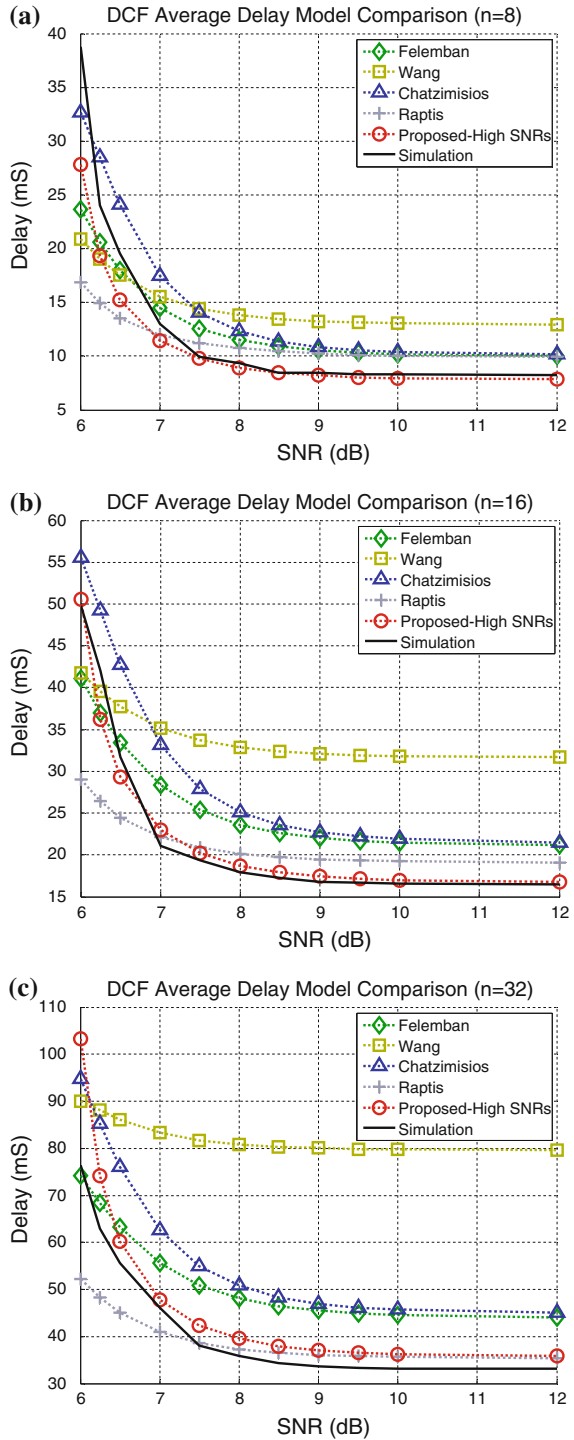 (a) DCF Average Delay Model Comparison (n=8)
40
35
30
25
20
15
10
5
Delay (mS)
Felemban
Wang
Chatzimisios
Raptis
Proposed-High SNRs
Simulation
6 7 8 9 10 11 12
SNR (dB)
(b) DCF Average Delay Model Comparison (n=16)
60
55
50
45
40
35
30
25
20
15
Delay (mS)
Felemban
Wang
Chatzimisios
Raptis
Proposed-High SNRs
Simulation
6 7 8 9 10 11 12
SNR (dB)
(c) DCF Average Delay Model Comparison (n=32)
110
100
90
80
70
60
50
40
30
Delay (mS)
Felemban
Wang
Chatzimisios
Raptis
Proposed-High SNRs
Simulation
6 7 8 9 10 11 12
SNR (dB)